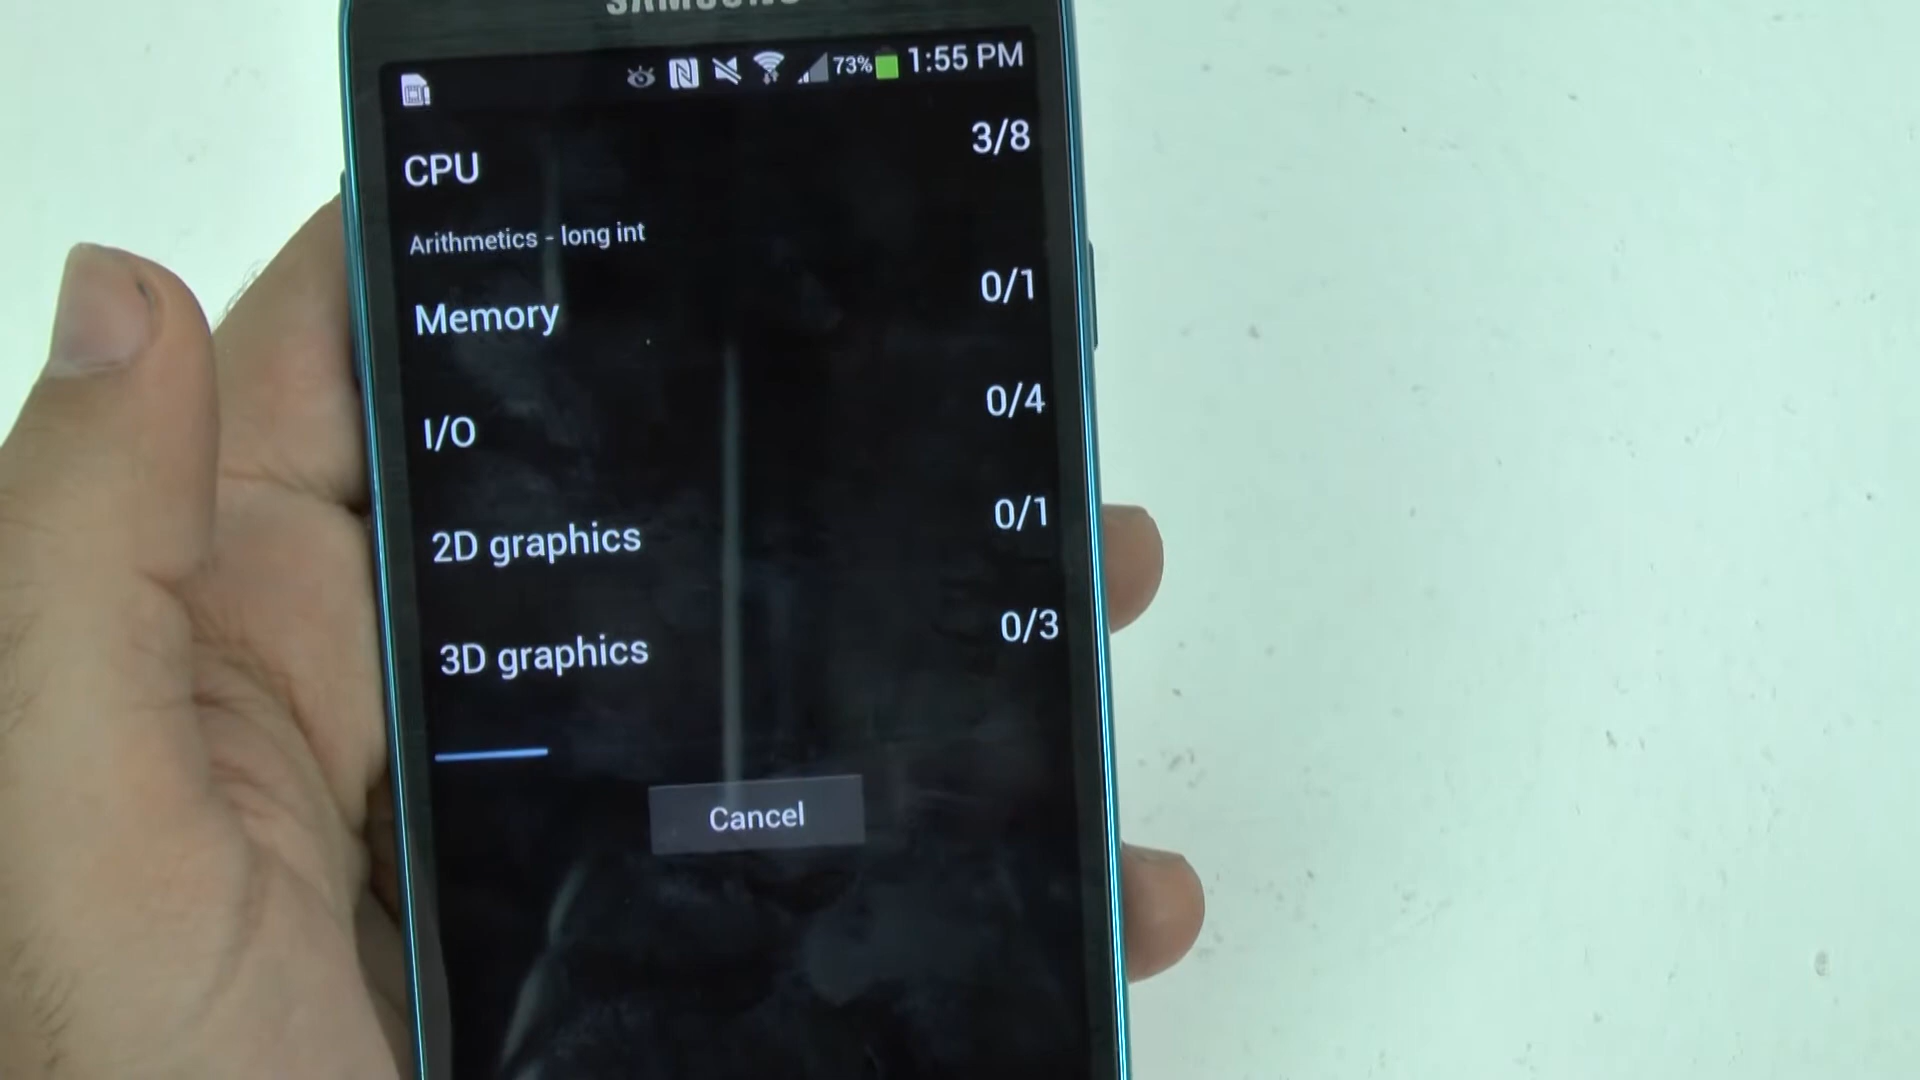 SAMSUNG
73% 1:55 PM
CPU 3/8
Arithmetics - long int
Memory 0/1
I/O 0/4
2D graphics 0/1
3D graphics 0/3
Cancel